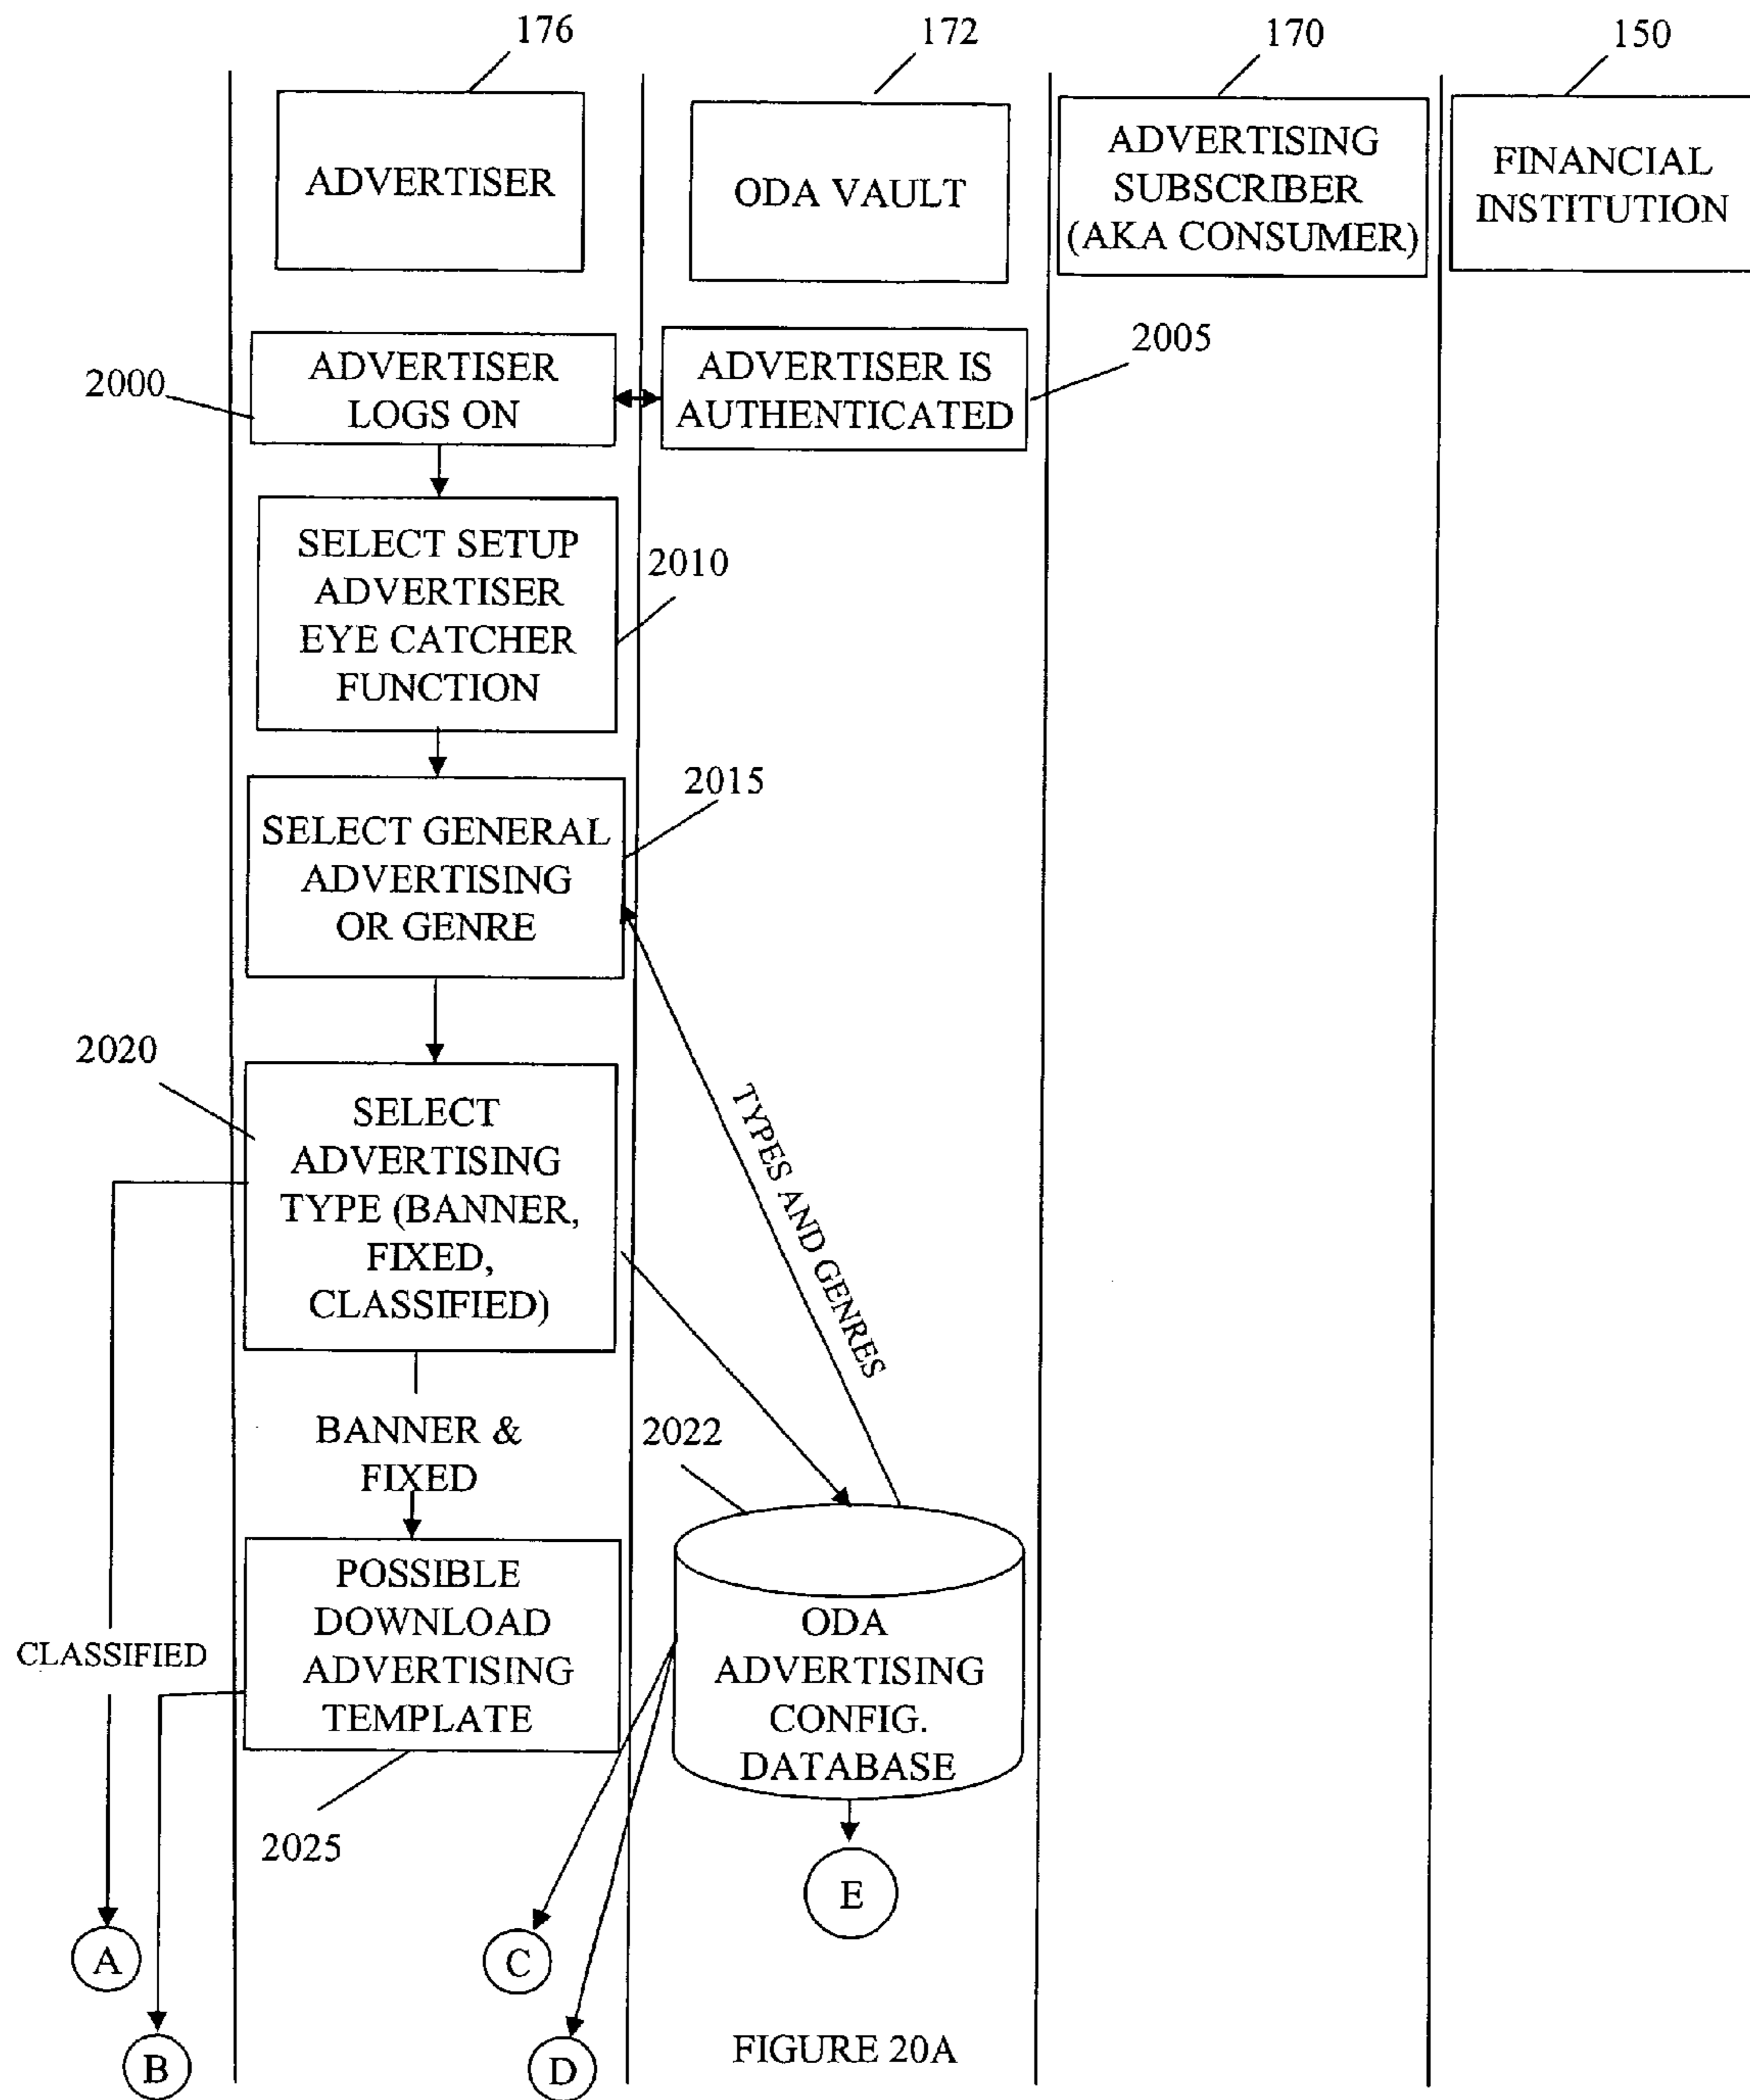 176
172
170
150
ADVERTISER
ODA VAULT
ADVERTISING
SUBSCRIBER
(AKA CONSUMER)
FINANCIAL
INSTITUTION
2000
ADVERTISER
LOGS ON
ADVERTISER IS
AUTHENTICATED
2005
SELECT SETUP
ADVERTISER
EYE CATCHER
FUNCTION
2010
SELECT GENERAL
ADVERTISING
OR GENRE
2015
2020
SELECT
ADVERTISING
TYPE (BANNER,
FIXED,
CLASSIFIED)
TYPES AND GENRES
BANNER &
FIXED
2022
CLASSIFIED
POSSIBLE
DOWNLOAD
ADVERTISING
TEMPLATE
2025
ODA
ADVERTISING
CONFIG.
DATABASE
E
A
C
B
D
FIGURE 20A